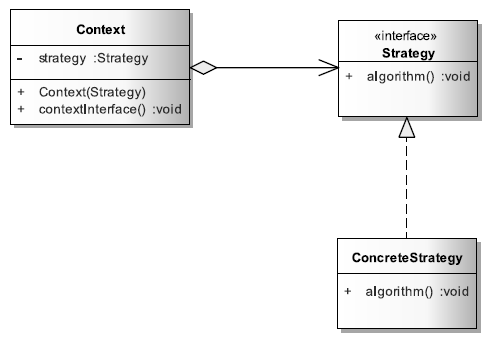 Context
- strategy :Strategy
+ Context(Strategy)
+ contextInterface() :void
«interface»
Strategy
+ algorithm() :void
ConcreteStrategy
+ algorithm() :void